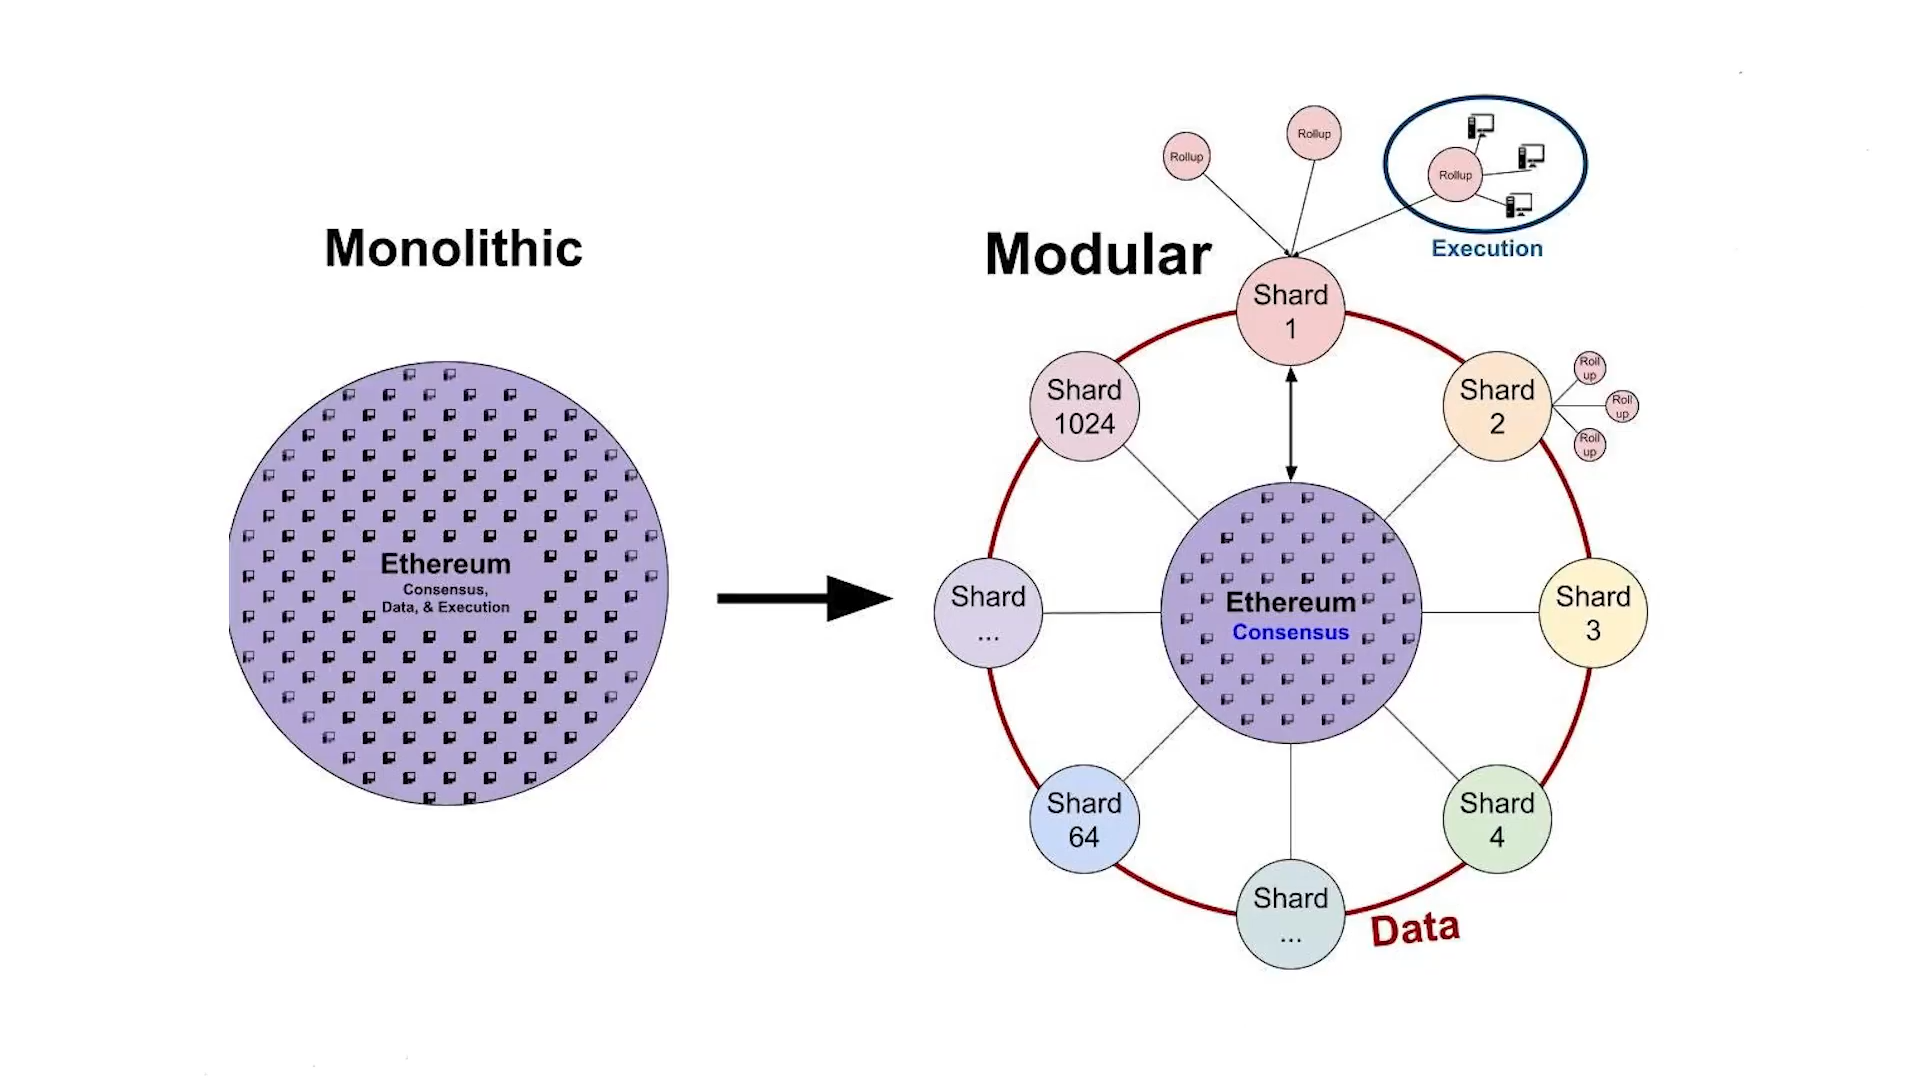 Monolithic
Ethereum
Consensus,
Data, & Execution
Modular
Rollup
Rollup
Rollup
Execution
Shard
1
Shard
2
Roll
up
Roll
up
Roll
up
Shard
3
Shard
4
Shard
...
Shard
64
Shard
...
Shard
1024
Ethereum
Consensus
Data